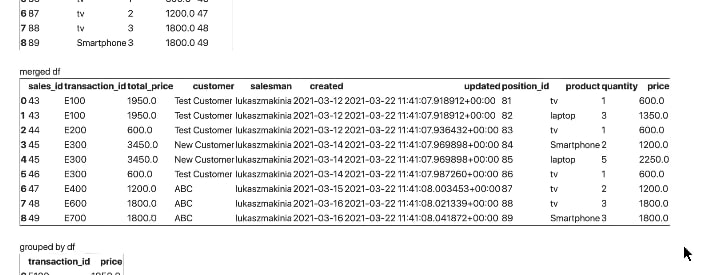 6 87 tv 2 1200.0 47
7 88 tv 3 1800.0 48
8 89 Smartphone 3 1800.0 49
merged df
sales_id transaction_id total_price customer salesman created updated position_id product quantity price
0 43 E100 1950.0 Test Customer lukaszmakinia 2021-03-12 2021-03-22 11:41:07.918912+00:00 81 tv 1 600.0
1 43 E100 1950.0 Test Customer lukaszmakinia 2021-03-12 2021-03-22 11:41:07.918912+00:00 82 laptop 3 1350.0
2 44 E200 600.0 Test Customer lukaszmakinia 2021-03-12 2021-03-22 11:41:07.936432+00:00 83 tv 1 600.0
3 45 E300 3450.0 New Customer lukaszmakinia 2021-03-14 2021-03-22 11:41:07.969898+00:00 84 Smartphone 2 1200.0
4 45 E300 3450.0 New Customer lukaszmakinia 2021-03-14 2021-03-22 11:41:07.969898+00:00 85 laptop 5 2250.0
5 46 E300 600.0 Test Customer lukaszmakinia 2021-03-14 2021-03-22 11:41:07.987260+00:00 86 tv 1 600.0
6 47 E400 1200.0 ABC lukaszmakinia 2021-03-15 2021-03-22 11:41:08.003453+00:00 87 tv 2 1200.0
7 48 E600 1800.0 ABC lukaszmakinia 2021-03-16 2021-03-22 11:41:08.021339+00:00 88 tv 3 1800.0
8 49 E700 1800.0 ABC lukaszmakinia 2021-03-16 2021-03-22 11:41:08.041872+00:00 89 Smartphone 3 1800.0
grouped by df
transaction_id price